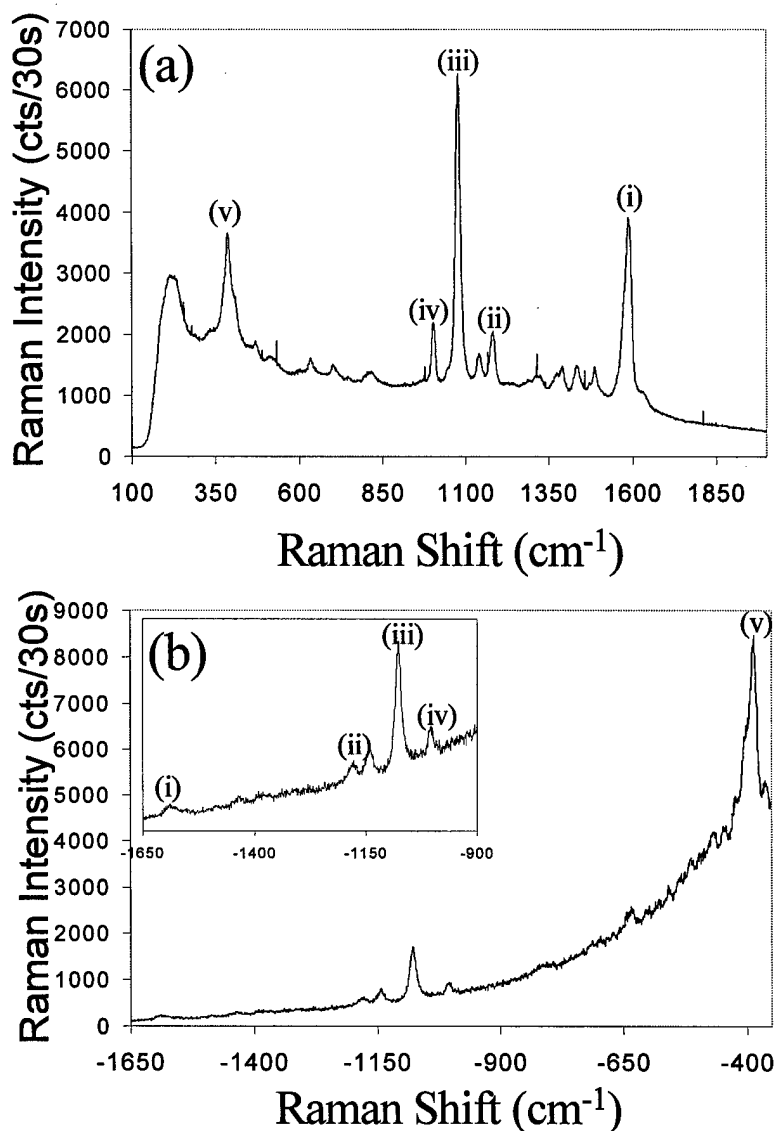 (a)
Raman Intensity (cts/30s)
7000
6000
5000
4000
3000
2000
1000
0
(iii)
(i)
(v)
(iv)
(ii)
100 350 600 850 1100 1350 1600 1850
Raman Shift (cm-1)
Raman Intensity (cts/30s)
9000
8000
7000
6000
5000
4000
3000
2000
1000
0
(b)
(iii)
(v)
(iv)
(ii)
(i)
-1650 -1400 -1150 -900
-1650 -1400 -1150 -900 -650 -400
Raman Shift (cm-1)